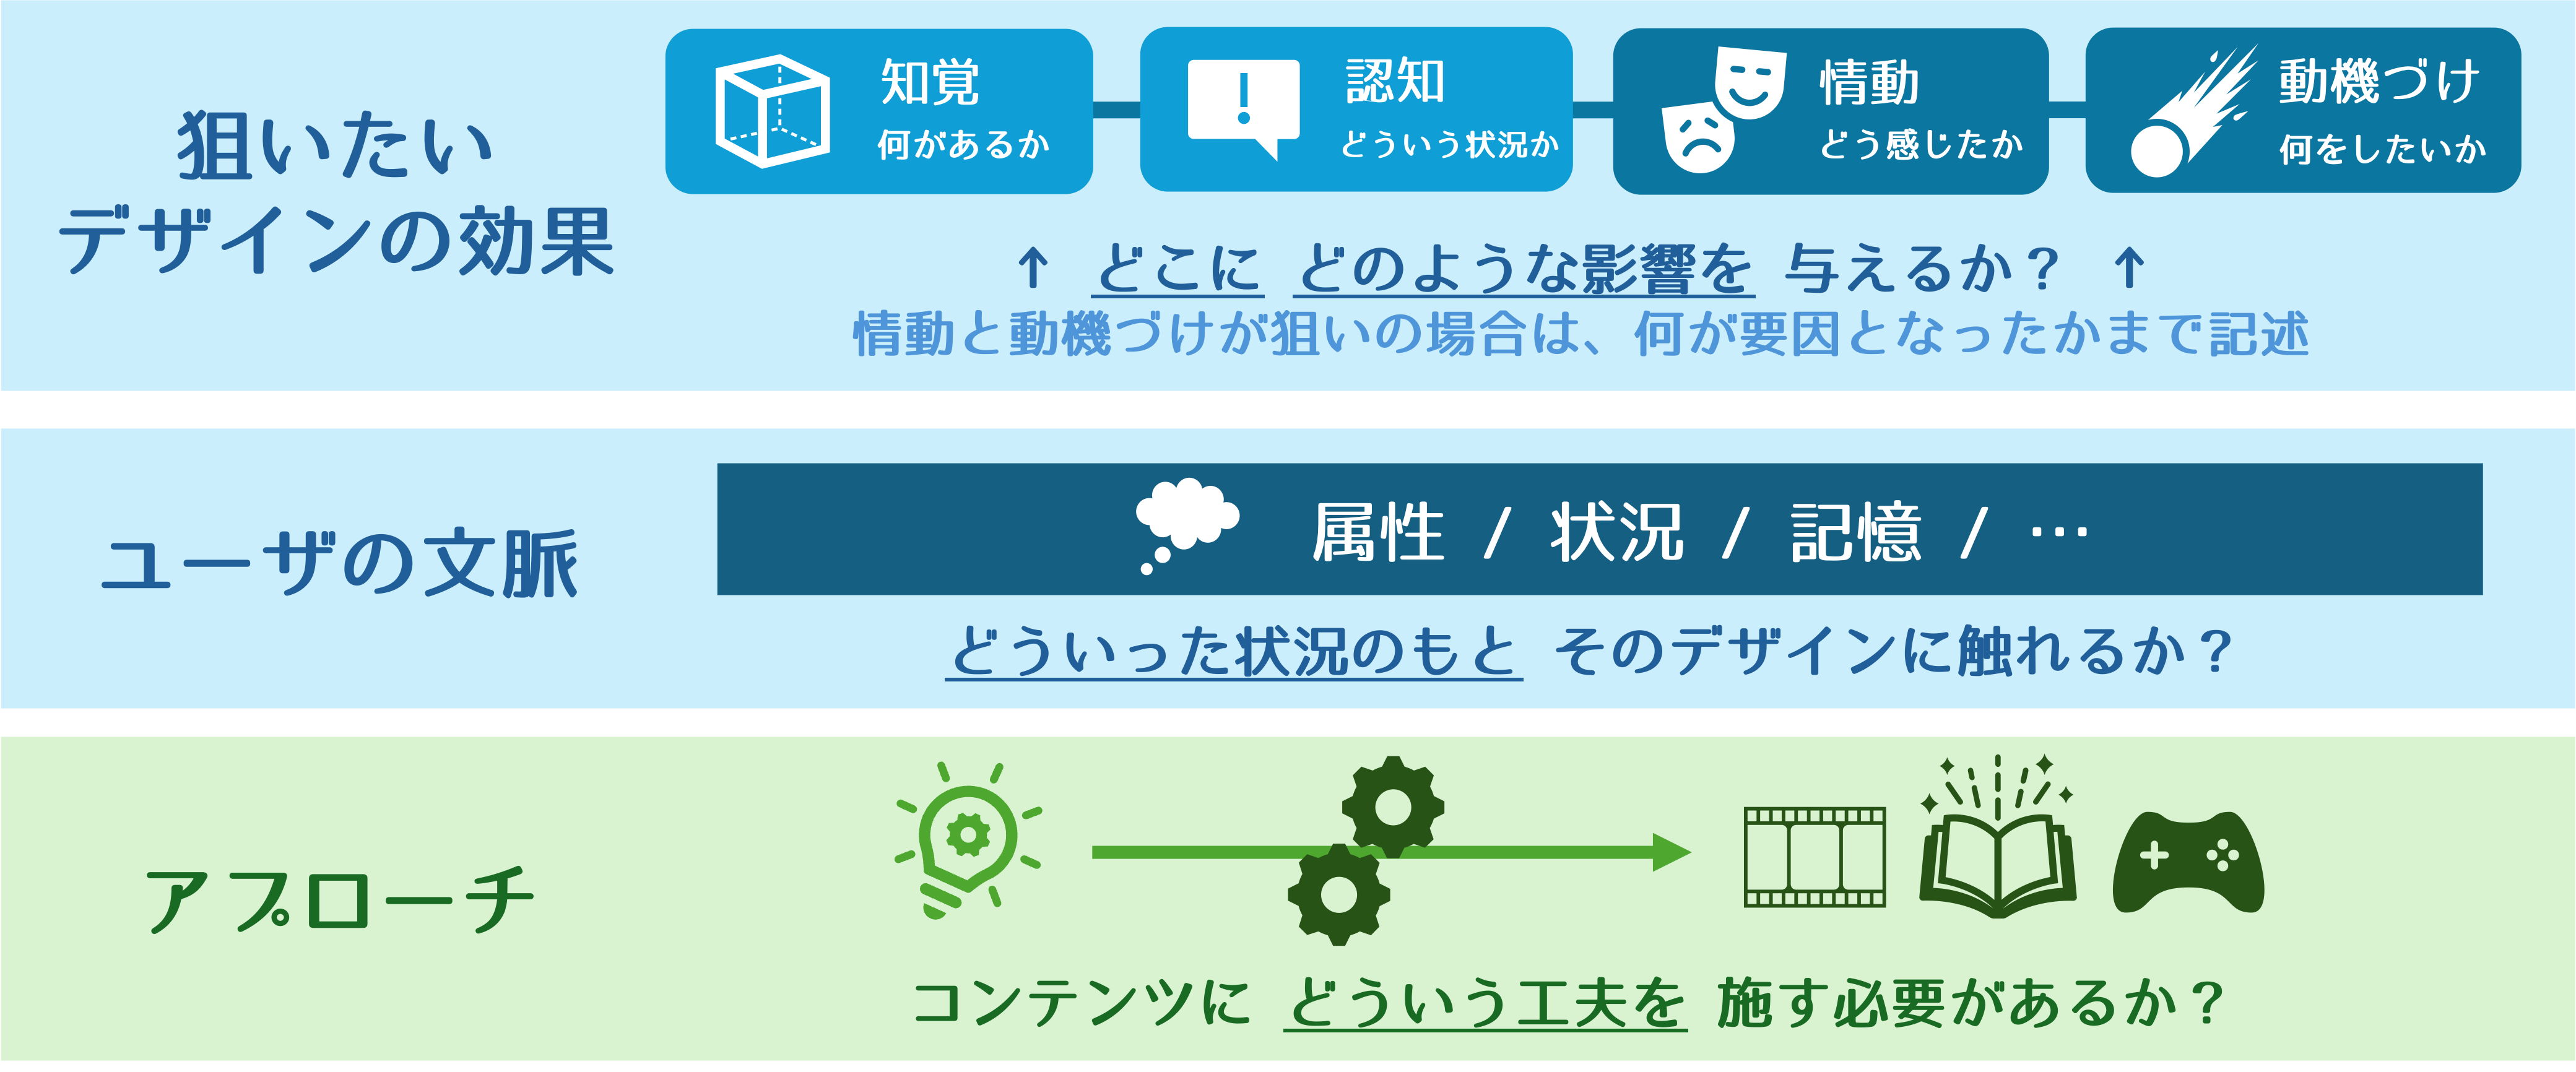 狙いたい
デザインの効果
知覚
何があるか
認知
どういう状況か
情動
どう感じたか
動機づけ
何をしたいか
↑ どこに どのような影響を 与えるか？ ↑
情動と動機づけが狙いの場合は、何が要因となったかまで記述
ユーザの文脈
属性 / 状況 / 記憶 / …
どういった状況のもと そのデザインに触れるか？
アプローチ
コンテンツに どういう工夫を 施す必要があるか？